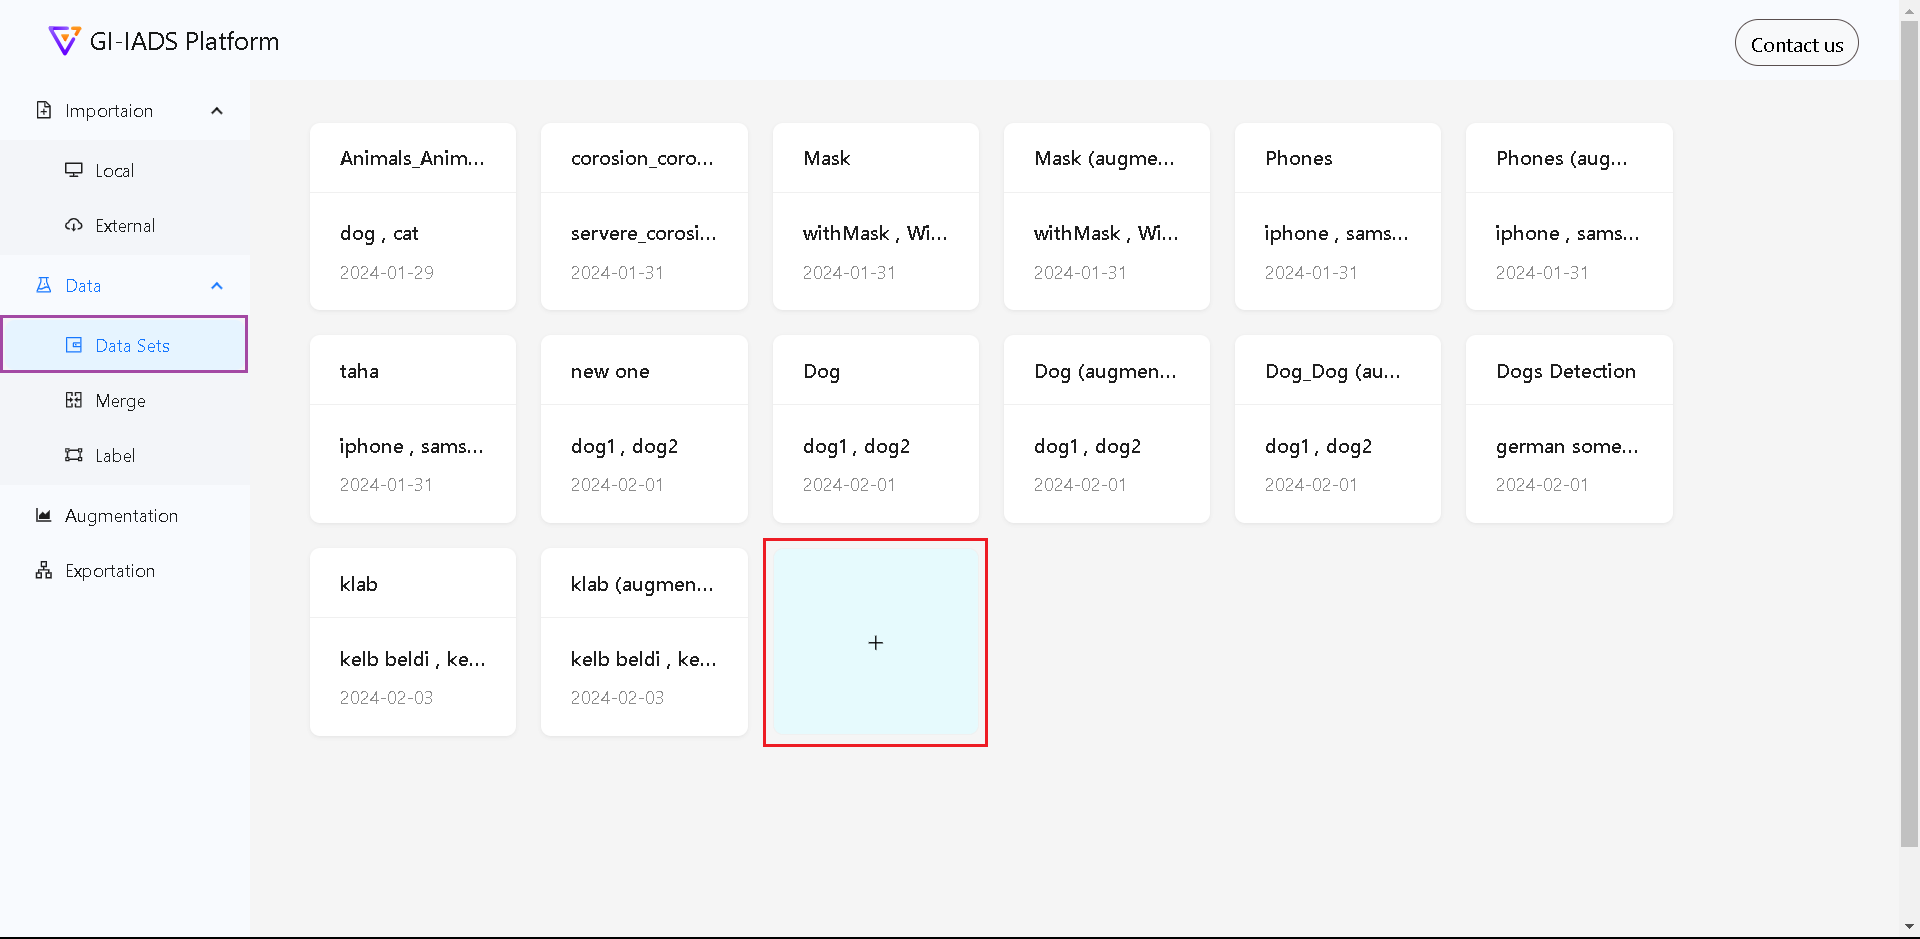 GI-IADS Platform
Contact us
Importaion
Local
External
Data
Data Sets
Merge
Label
Augmentation
Exportation
Animals_Anim...
dog , cat
2024-01-29
corosion_coro...
servere_corosi...
2024-01-31
Mask
withMask , Wi...
2024-01-31
Mask (augme...
withMask , Wi...
2024-01-31
Phones
iphone , sams...
2024-01-31
Phones (aug...
iphone , sams...
2024-01-31
taha
iphone , sams...
2024-01-31
new one
dog1 , dog2
2024-02-01
Dog
dog1 , dog2
2024-02-01
Dog (augmen...
dog1 , dog2
2024-02-01
Dog_Dog (au...
dog1 , dog2
2024-02-01
Dogs Detection
german some...
2024-02-01
klab
kelb beldi , ke...
2024-02-03
klab (augmen...
kelb beldi , ke...
2024-02-03
+